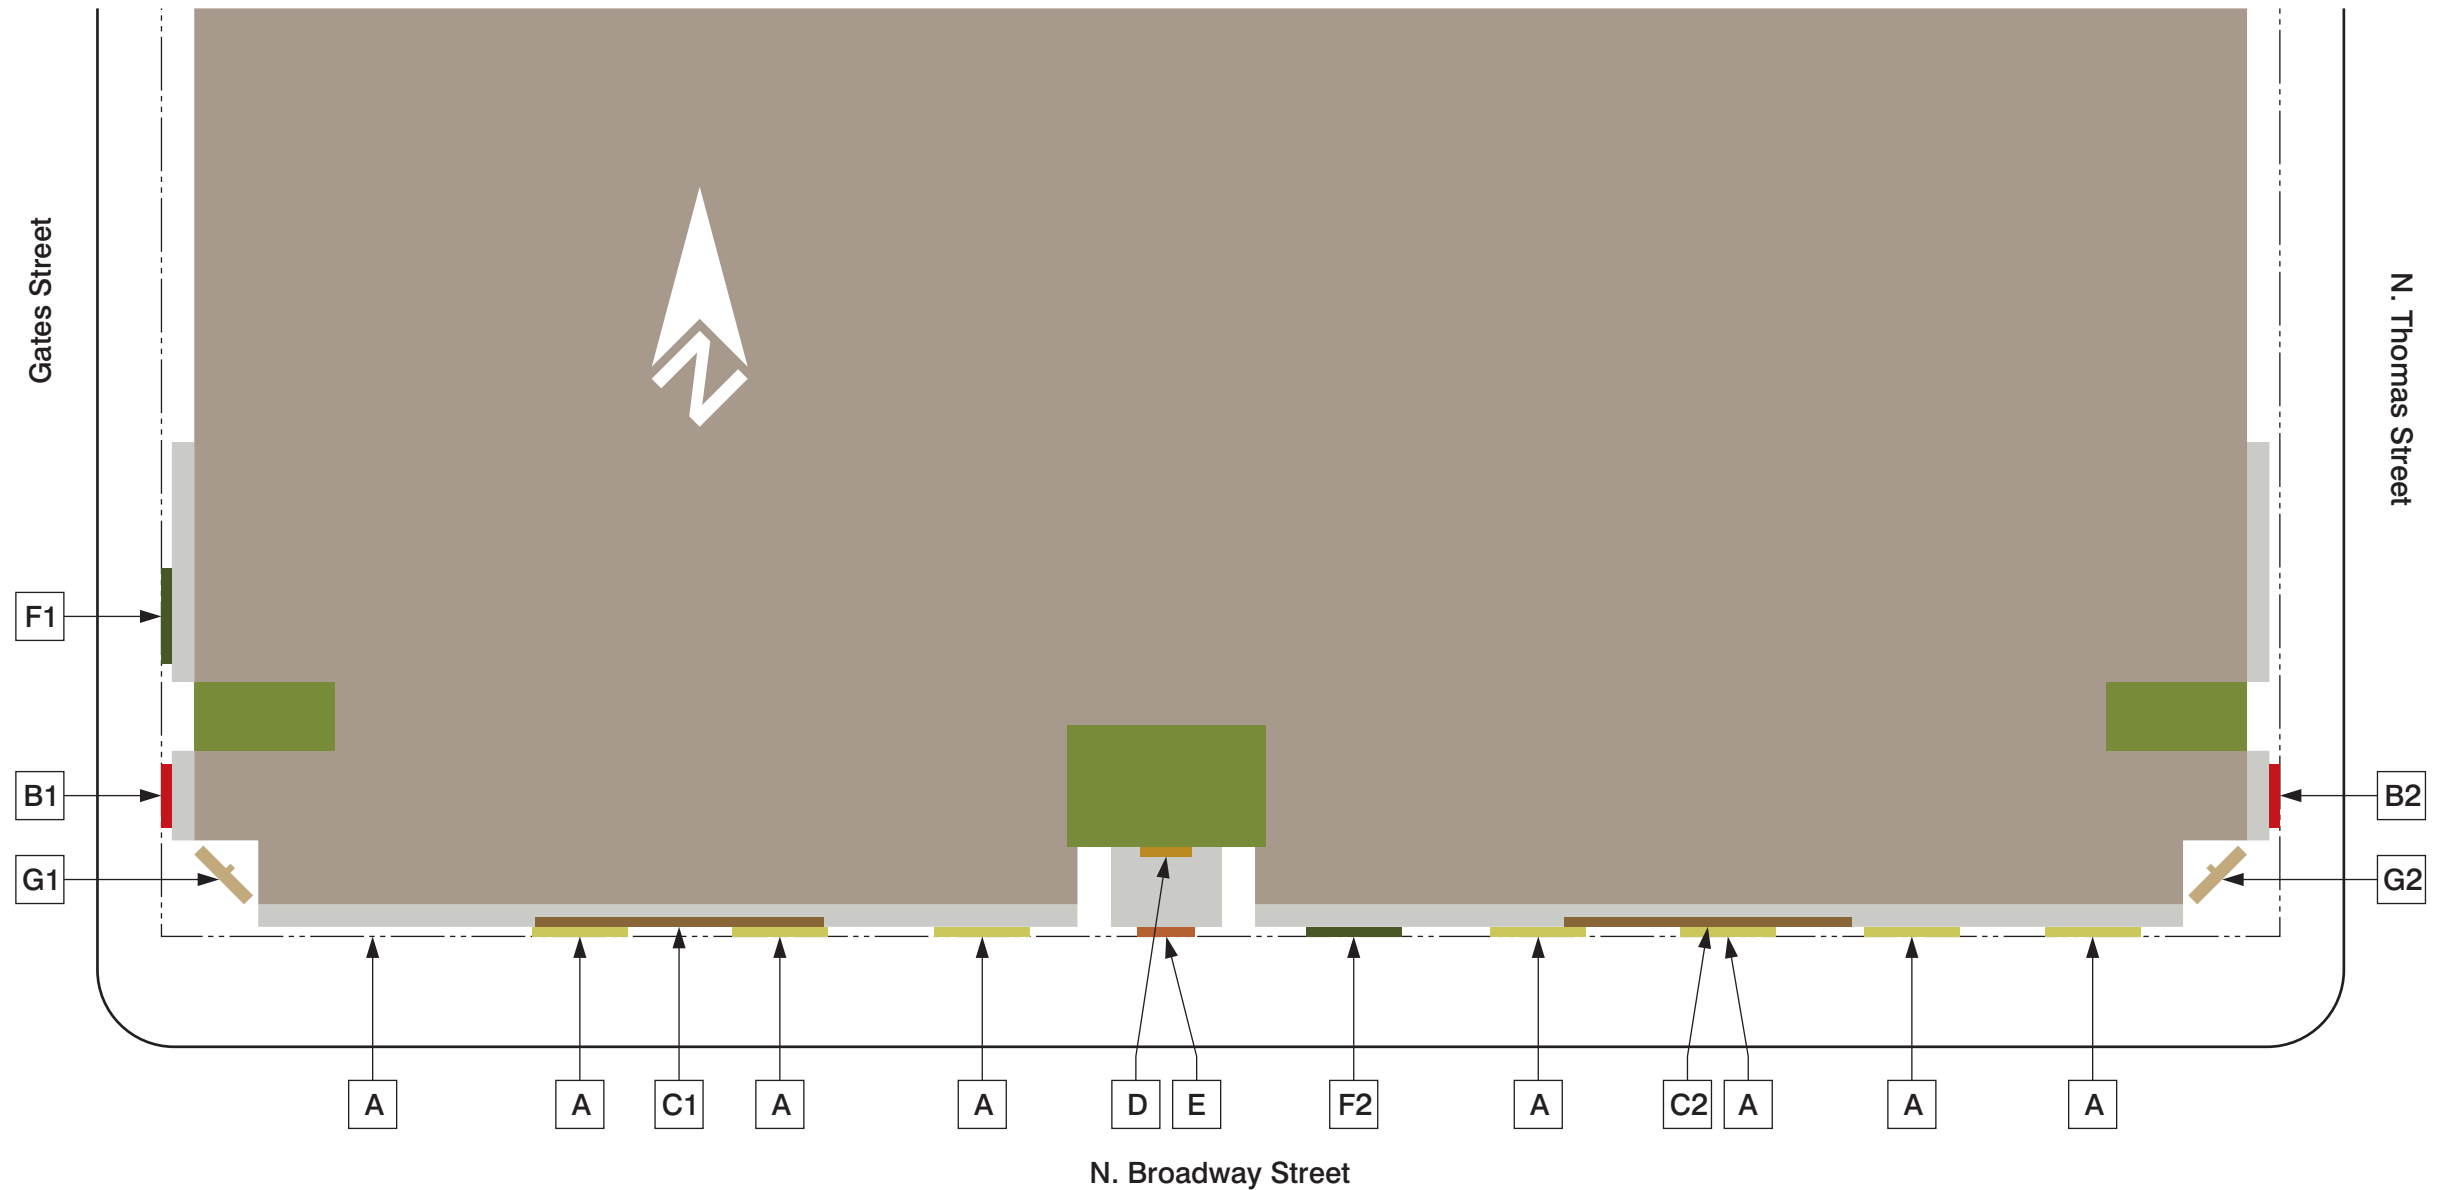 Gates Street
N. Thomas Street
N
F1
B1
B2
G1
G2
A
A
C1
A
A
D
E
F2
A
C2
A
A
A
N. Broadway Street